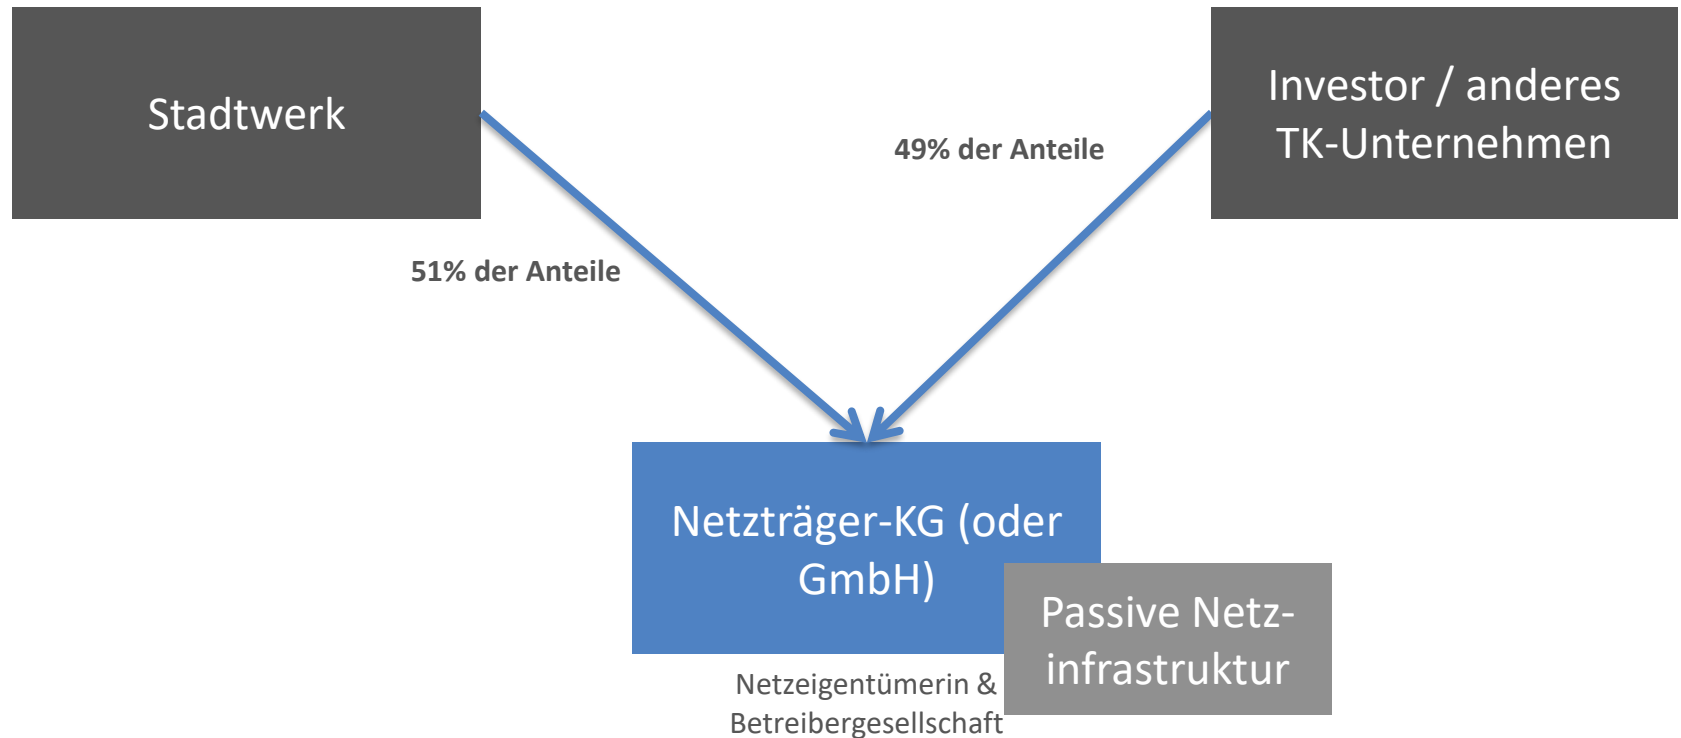 Stadtwerk
Investor / anderes
TK-Unternehmen
49% der Anteile
51% der Anteile
Netzträger-KG (oder
GmbH)
Passive Netz-
infrastruktur
Netzeigentümerin &
Betreibergesellschaft